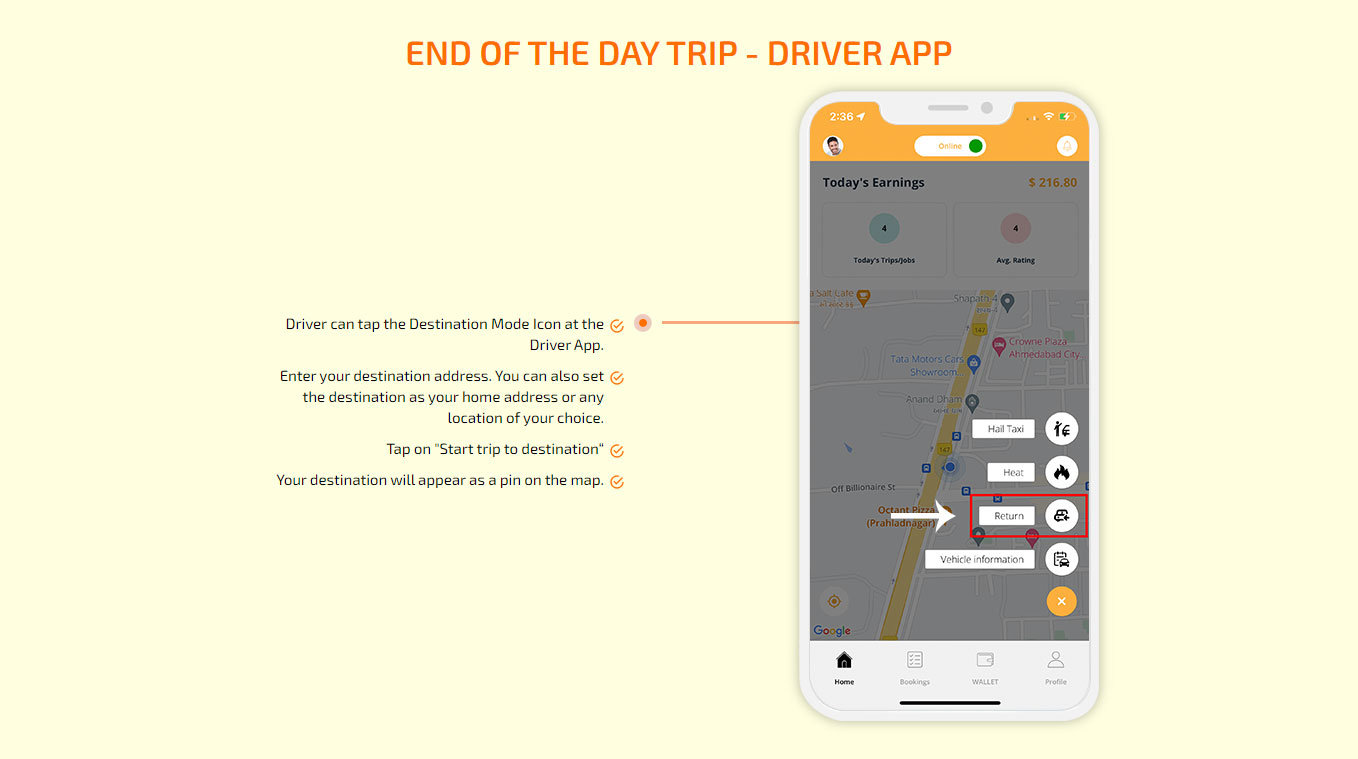 END OF THE DAY TRIP - DRIVER APP
Driver can tap the Destination Mode Icon at the
Driver App.
Enter your destination address. You can also set
the destination as your home address or any
location of your choice.
Tap on "Start trip to destination"
Your destination will appear as a pin on the map.
2:36
Online
Today's Earnings
$ 216.80
4
Today's Trips/Jobs
4
Avg. Rating
a Salt Cafe
Shapath 4
147
Crowne Plaza
Ahmedabad City...
Tata Motors Cars
Showroom...
Anand Dham
Hail Taxi
147
Heat
Off Billionaire St
Octant Pizza
(Prahladnagar)
Return
Vehicle information
Google
Home
Bookings
WALLET
Profile